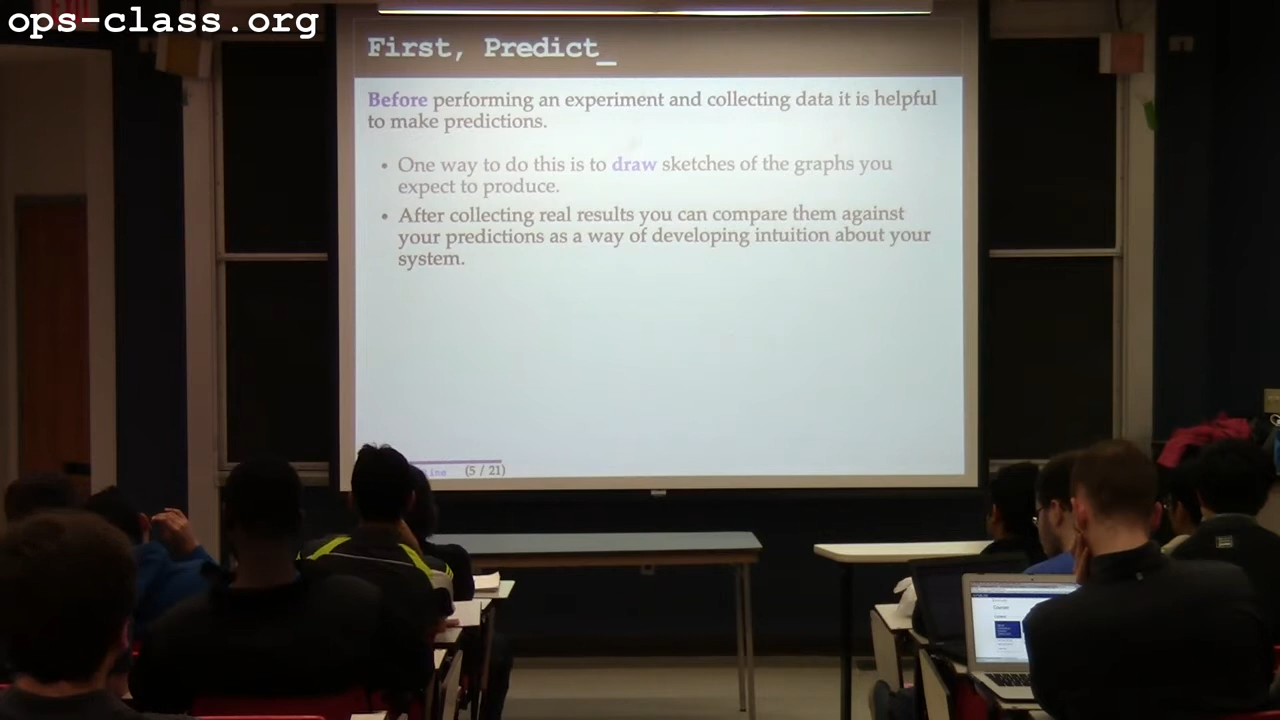 ops-class.org
First, Predict_
Before performing an experiment and collecting data it is helpful
to make predictions.
• One way to do this is to draw sketches of the graphs you
expect to produce.
• After collecting real results you can compare them against
your predictions as a way of developing intuition about your
system.
(5 / 21)